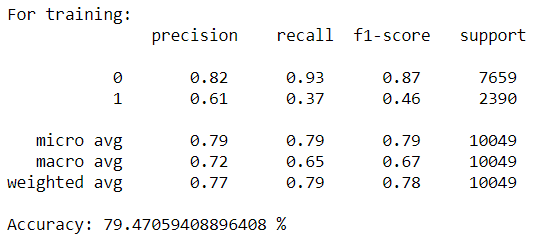 For training:
precision recall f1-score support
0 0.82 0.93 0.87 7659
1 0.61 0.37 0.46 2390
micro avg 0.79 0.79 0.79 10049
macro avg 0.72 0.65 0.67 10049
weighted avg 0.77 0.79 0.78 10049
Accuracy: 79.47059408896408 %